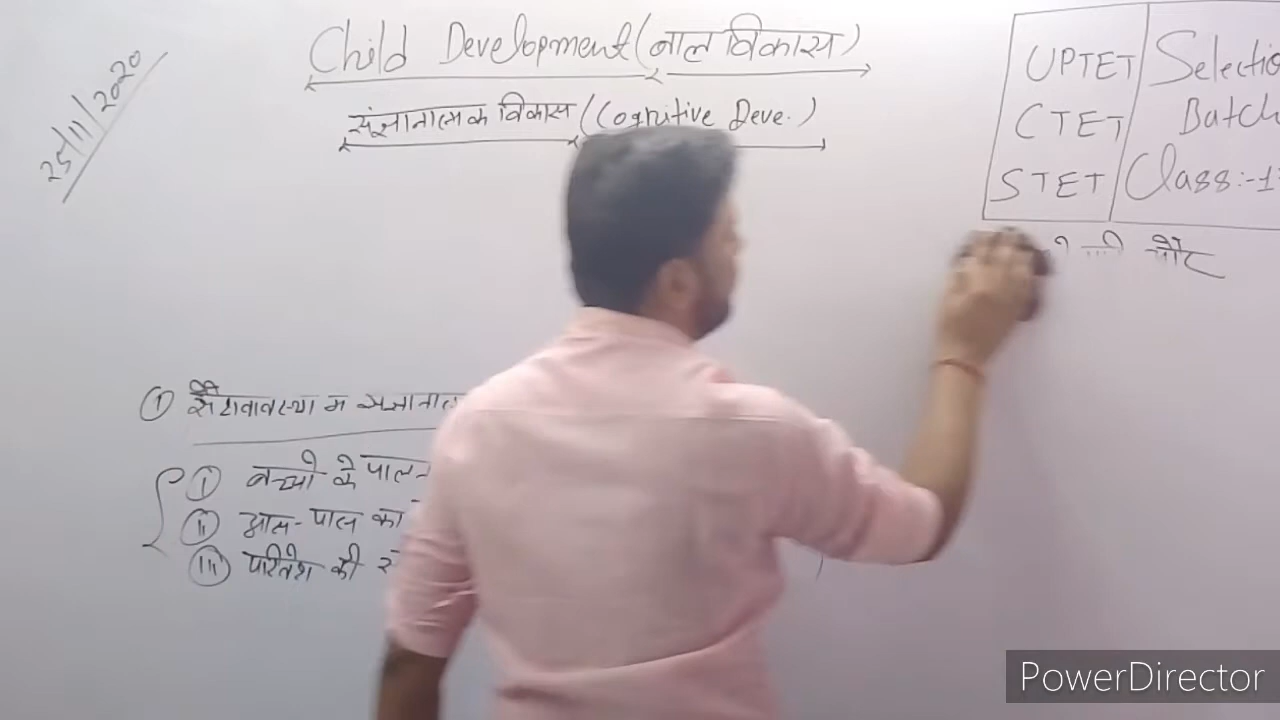 Child Development (बाल विकास)
संज्ञानात्मक विकास (Cognitive Deve.)
25/11/2020
UPTET
CTET
STET
Selectio
Batch
Class:-1
① शैशवावस्था म संज्ञानात्
ⓘ बच्चो के पालन
ⓘⓘ आस-पास का
ⓘⓘⓘ परिवेश की
PowerDirector